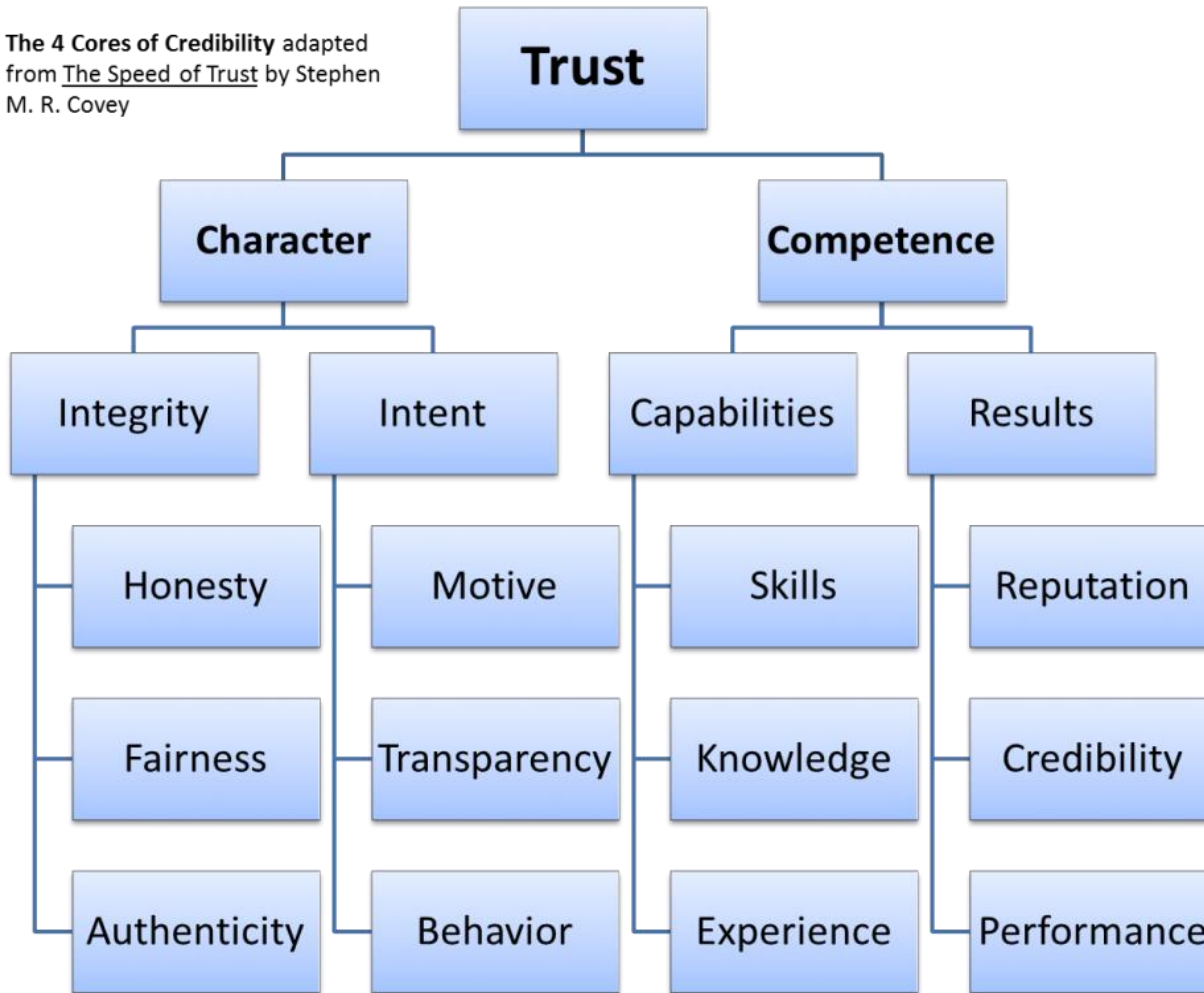 The 4 Cores of Credibility adapted
from The Speed of Trust by Stephen
M. R. Covey
Trust
Character
Competence
Integrity
Intent
Capabilities
Results
Honesty
Motive
Skills
Reputation
Fairness
Transparency
Knowledge
Credibility
Authenticity
Behavior
Experience
Performance